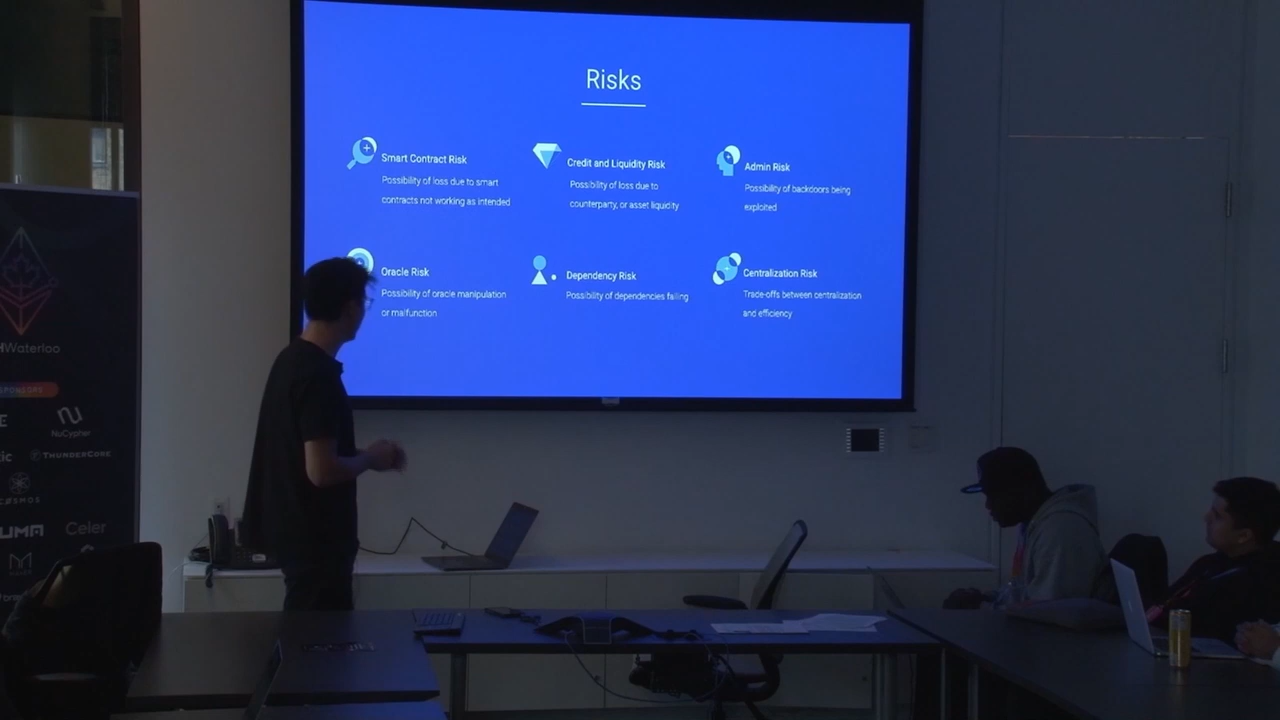 Risks
Smart Contract Risk
Possibility of loss due to smart
contracts not working as intended
Credit and Liquidity Risk
Possibility of loss due to
counterparty, or asset liquidity
Admin Risk
Possibility of backdoors being
exploited
Oracle Risk
Possibility of oracle manipulation
or malfunction
Dependency Risk
Possibility of dependencies failing
Centralization Risk
Trade-offs between centralization
and efficiency
Waterloo
NuCypher
THUNDERCORE
COSMOS
UMA
Celer